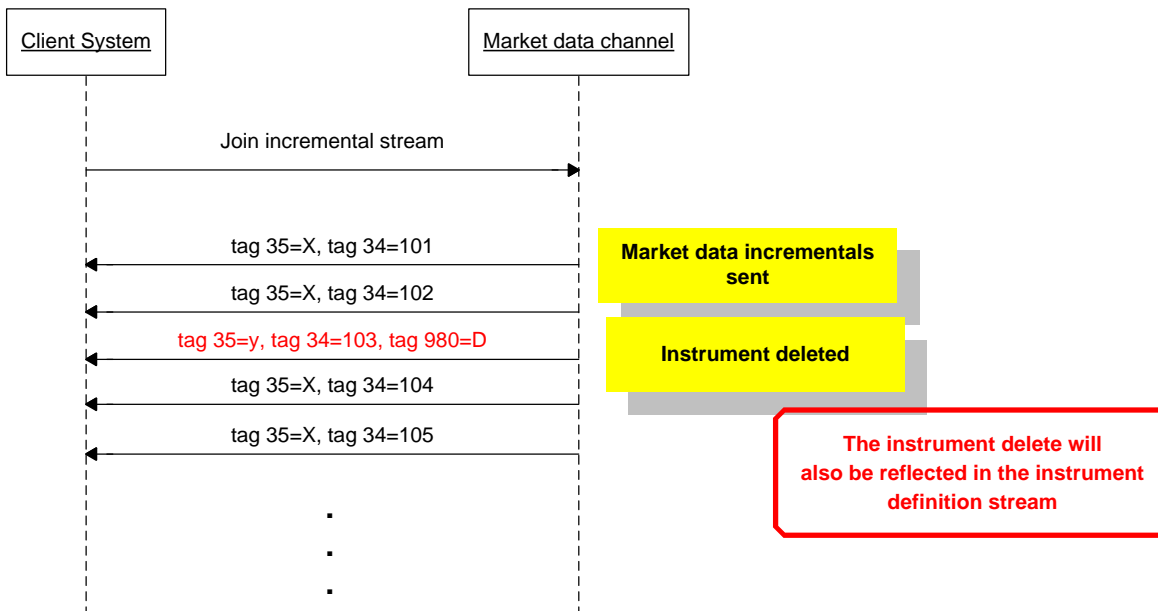 Client System
Market data channel
Join incremental stream
tag 35=X, tag 34=101
Market data incrementals
sent
tag 35=X, tag 34=102
tag 35=y, tag 34=103, tag 980=D
Instrument deleted
tag 35=X, tag 34=104
tag 35=X, tag 34=105
The instrument delete will
also be reflected in the instrument
definition stream
.
.
.